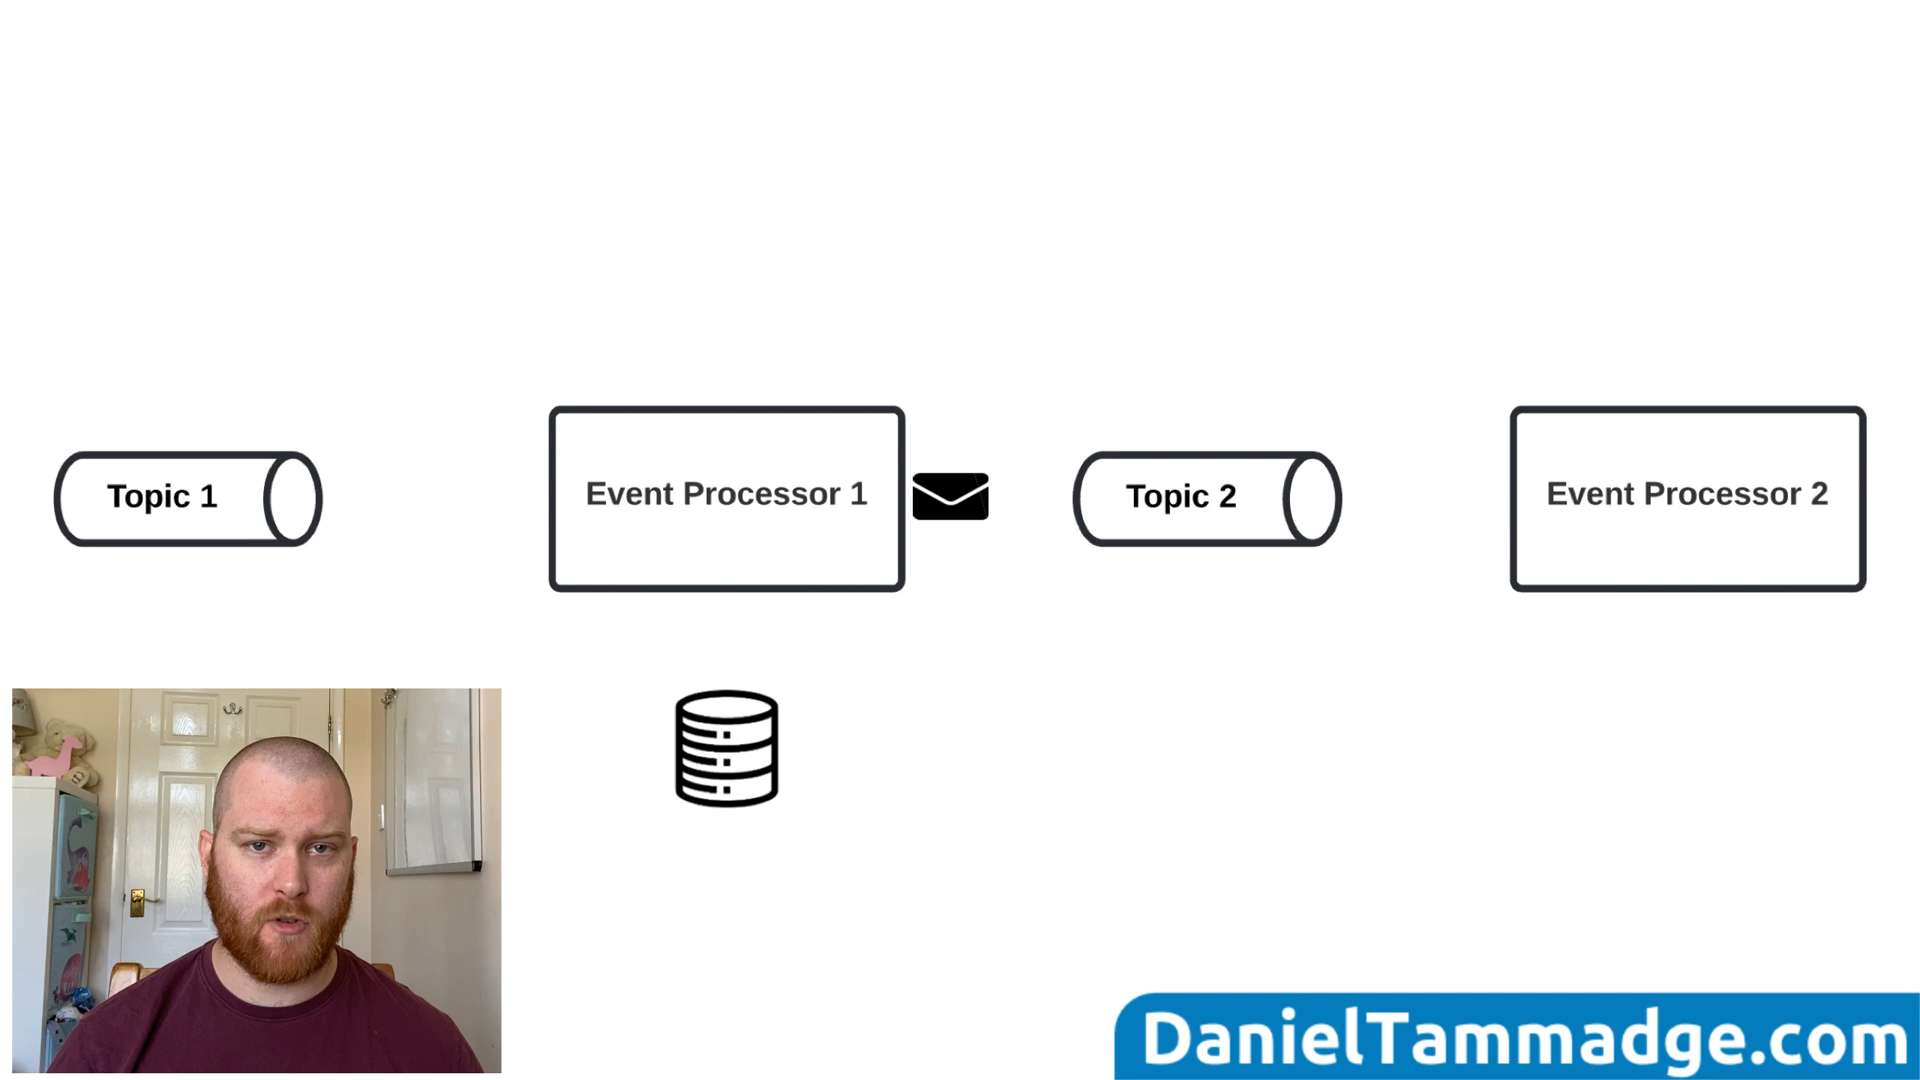 Topic 1
Event Processor 1
Topic 2
Event Processor 2
DanielTammadge.com